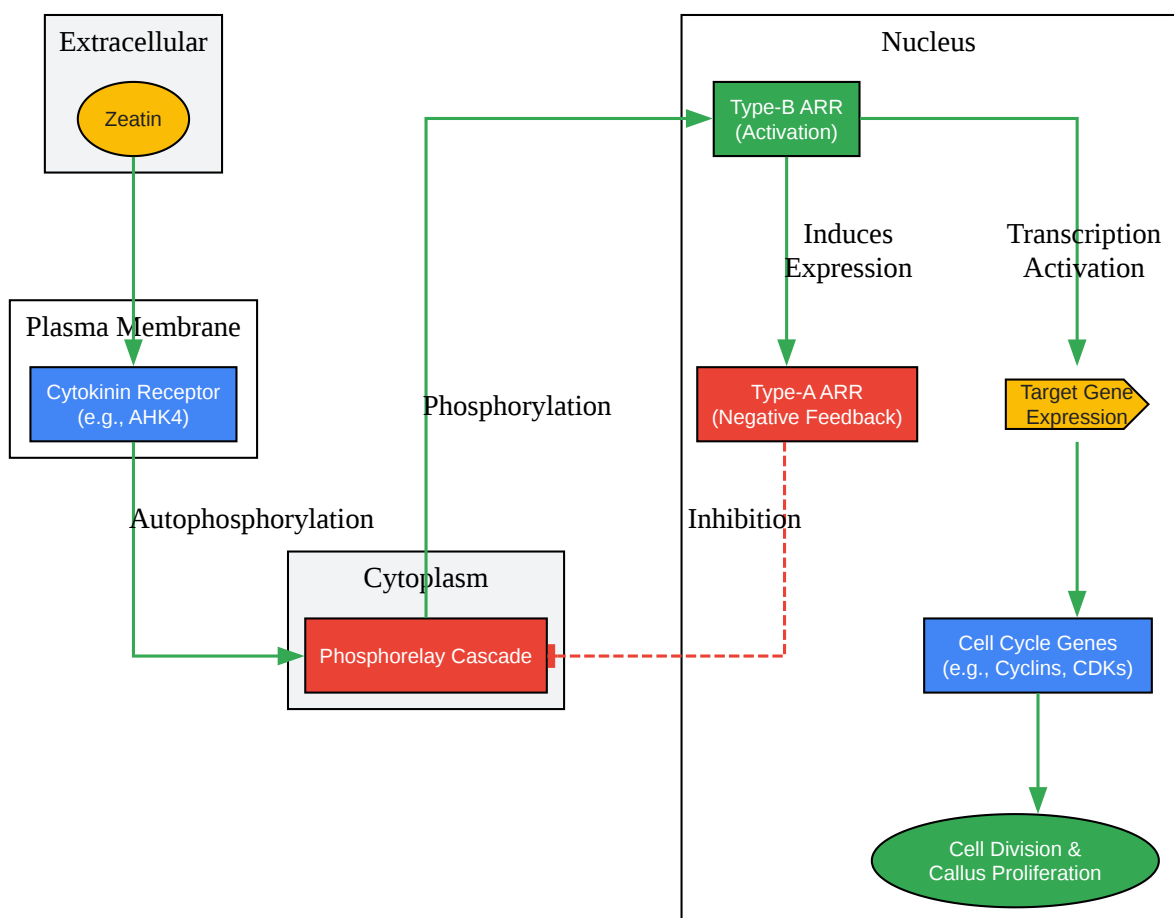 Extracellular
Zeatin
Plasma Membrane
Cytokinin Receptor
(e.g., AHK4)
Autophosphorylation
Cytoplasm
Phosphorelay Cascade
Phosphorylation
Nucleus
Type-B ARR
(Activation)
Induces
Expression
Transcription
Activation
Type-A ARR
(Negative Feedback)
Target Gene
Expression
Inhibition
Cell Cycle Genes
(e.g., Cyclins, CDKs)
Cell Division &
Callus Proliferation